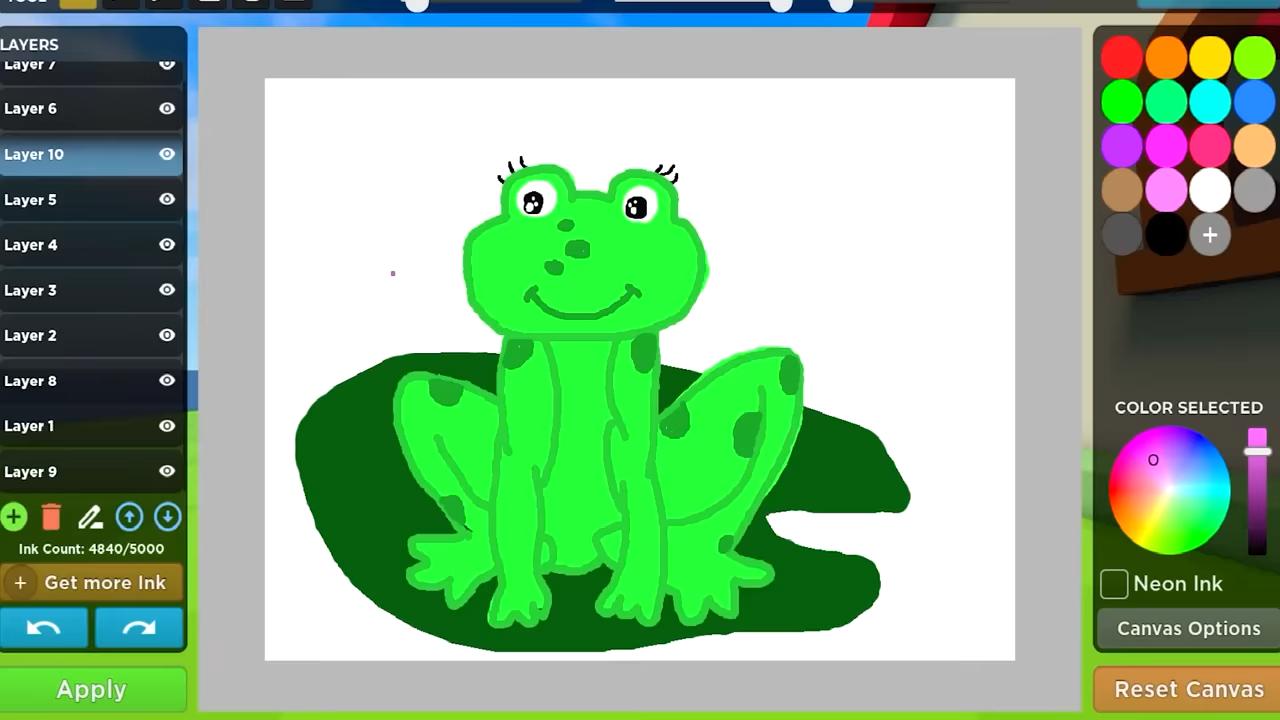 LAYERS
Layer 7
Layer 6
Layer 10
Layer 5
Layer 4
Layer 3
Layer 2
Layer 8
Layer 1
Layer 9
Ink Count: 4840/5000
+ Get more Ink
Apply
COLOR SELECTED
Neon Ink
Canvas Options
Reset Canvas